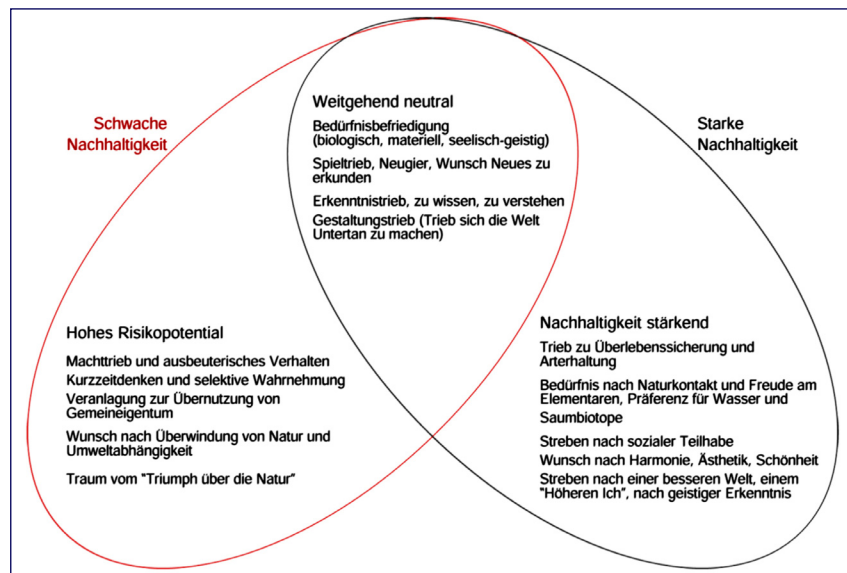 Schwache
Nachhaltigkeit
Weitgehend neutral
Bedürfnisbefriedigung
(biologisch, materiell, seelisch-geistig)
Spieltrieb, Neugier, Wunsch Neues zu
erkunden
Erkenntnistrieb, zu wissen, zu verstehen
Gestaltungstrieb (Trieb sich die Welt
Untertan zu machen)
Starke
Nachhaltigkeit
Hohes Risikopotential
Machttrieb und ausbeuterisches Verhalten
Kurzzeitdenken und selektive Wahrnehmung
Veranlagung zur Übernutzung von
Gemeineigentum
Wunsch nach Überwindung von Natur und
Umweltabhängigkeit
Traum vom "Triumph über die Natur"
Nachhaltigkeit stärkend
Trieb zu Überlebenssicherung und
Arterhaltung
Bedürfnis nach Naturkontakt und Freude am
Elementaren, Präferenz für Wasser und
Saumbiotope
Streben nach sozialer Teilhabe
Wunsch nach Harmonie, Ästhetik, Schönheit
Streben nach einer besseren Welt, einem
"Höheren Ich", nach geistiger Erkenntnis